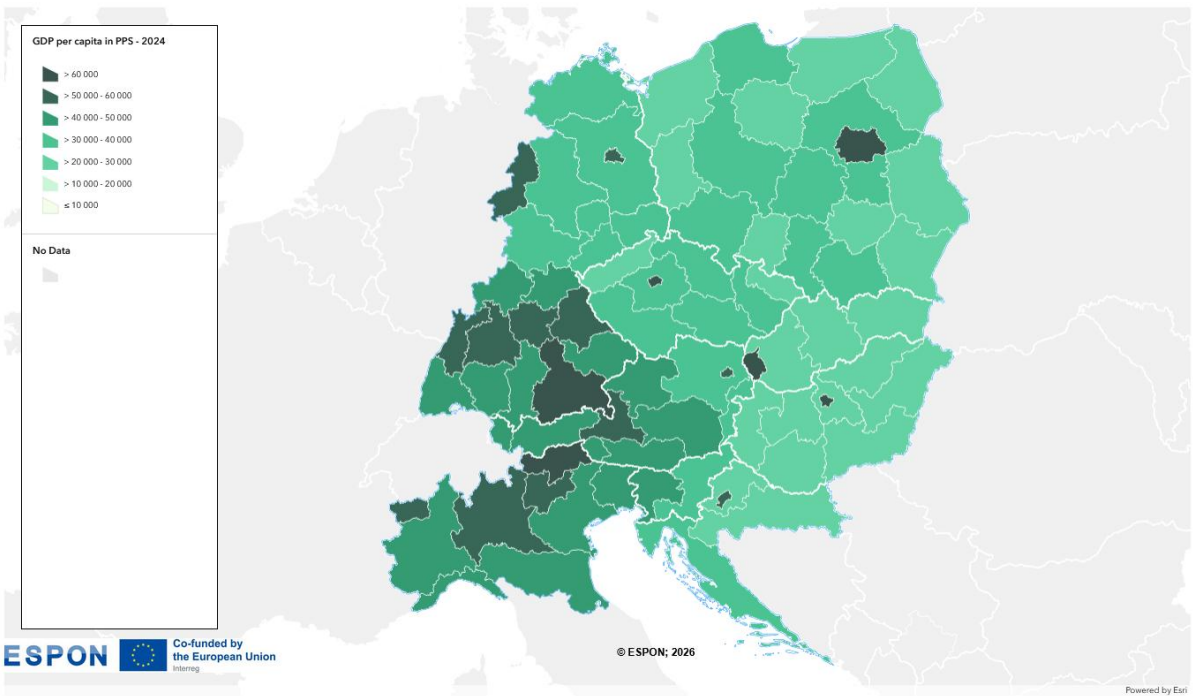 GDP per capita in PPS - 2024
> 60 000
> 50 000 - 60 000
> 40 000 - 50 000
> 30 000 - 40 000
> 20 000 - 30 000
> 10 000 - 20 000
≤ 10 000
No Data
ESPON
Co-funded by
the European Union
Interreg
© ESPON; 2026
Powered by Esri